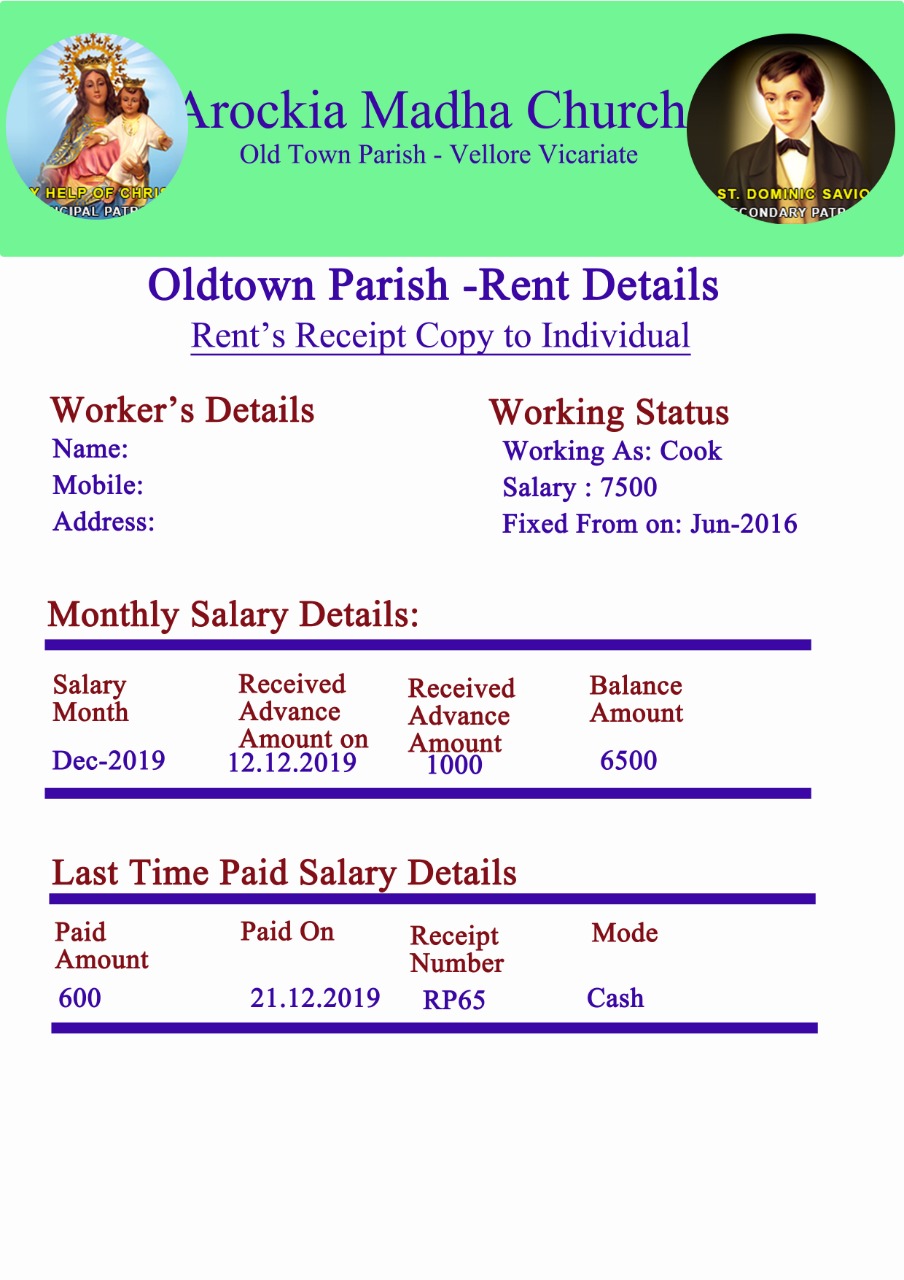 Arockia Madha Church
Old Town Parish - Vellore Vicariate
Y HELP OF CHRIS
CIPAL PATR
ST. DOMINIC SAVIO
CONDARY PATR
Oldtown Parish -Rent Details
Rent’s Receipt Copy to Individual
Worker’s Details
Name:
Mobile:
Address:
Working Status
Working As: Cook
Salary : 7500
Fixed From on: Jun-2016
Monthly Salary Details:
Salary
Month
Received
Advance
Amount on
Received
Advance
Amount
Balance
Amount
Dec-2019
12.12.2019
1000
6500
Last Time Paid Salary Details
Paid
Amount
Paid On
Receipt
Number
Mode
600
21.12.2019
RP65
Cash